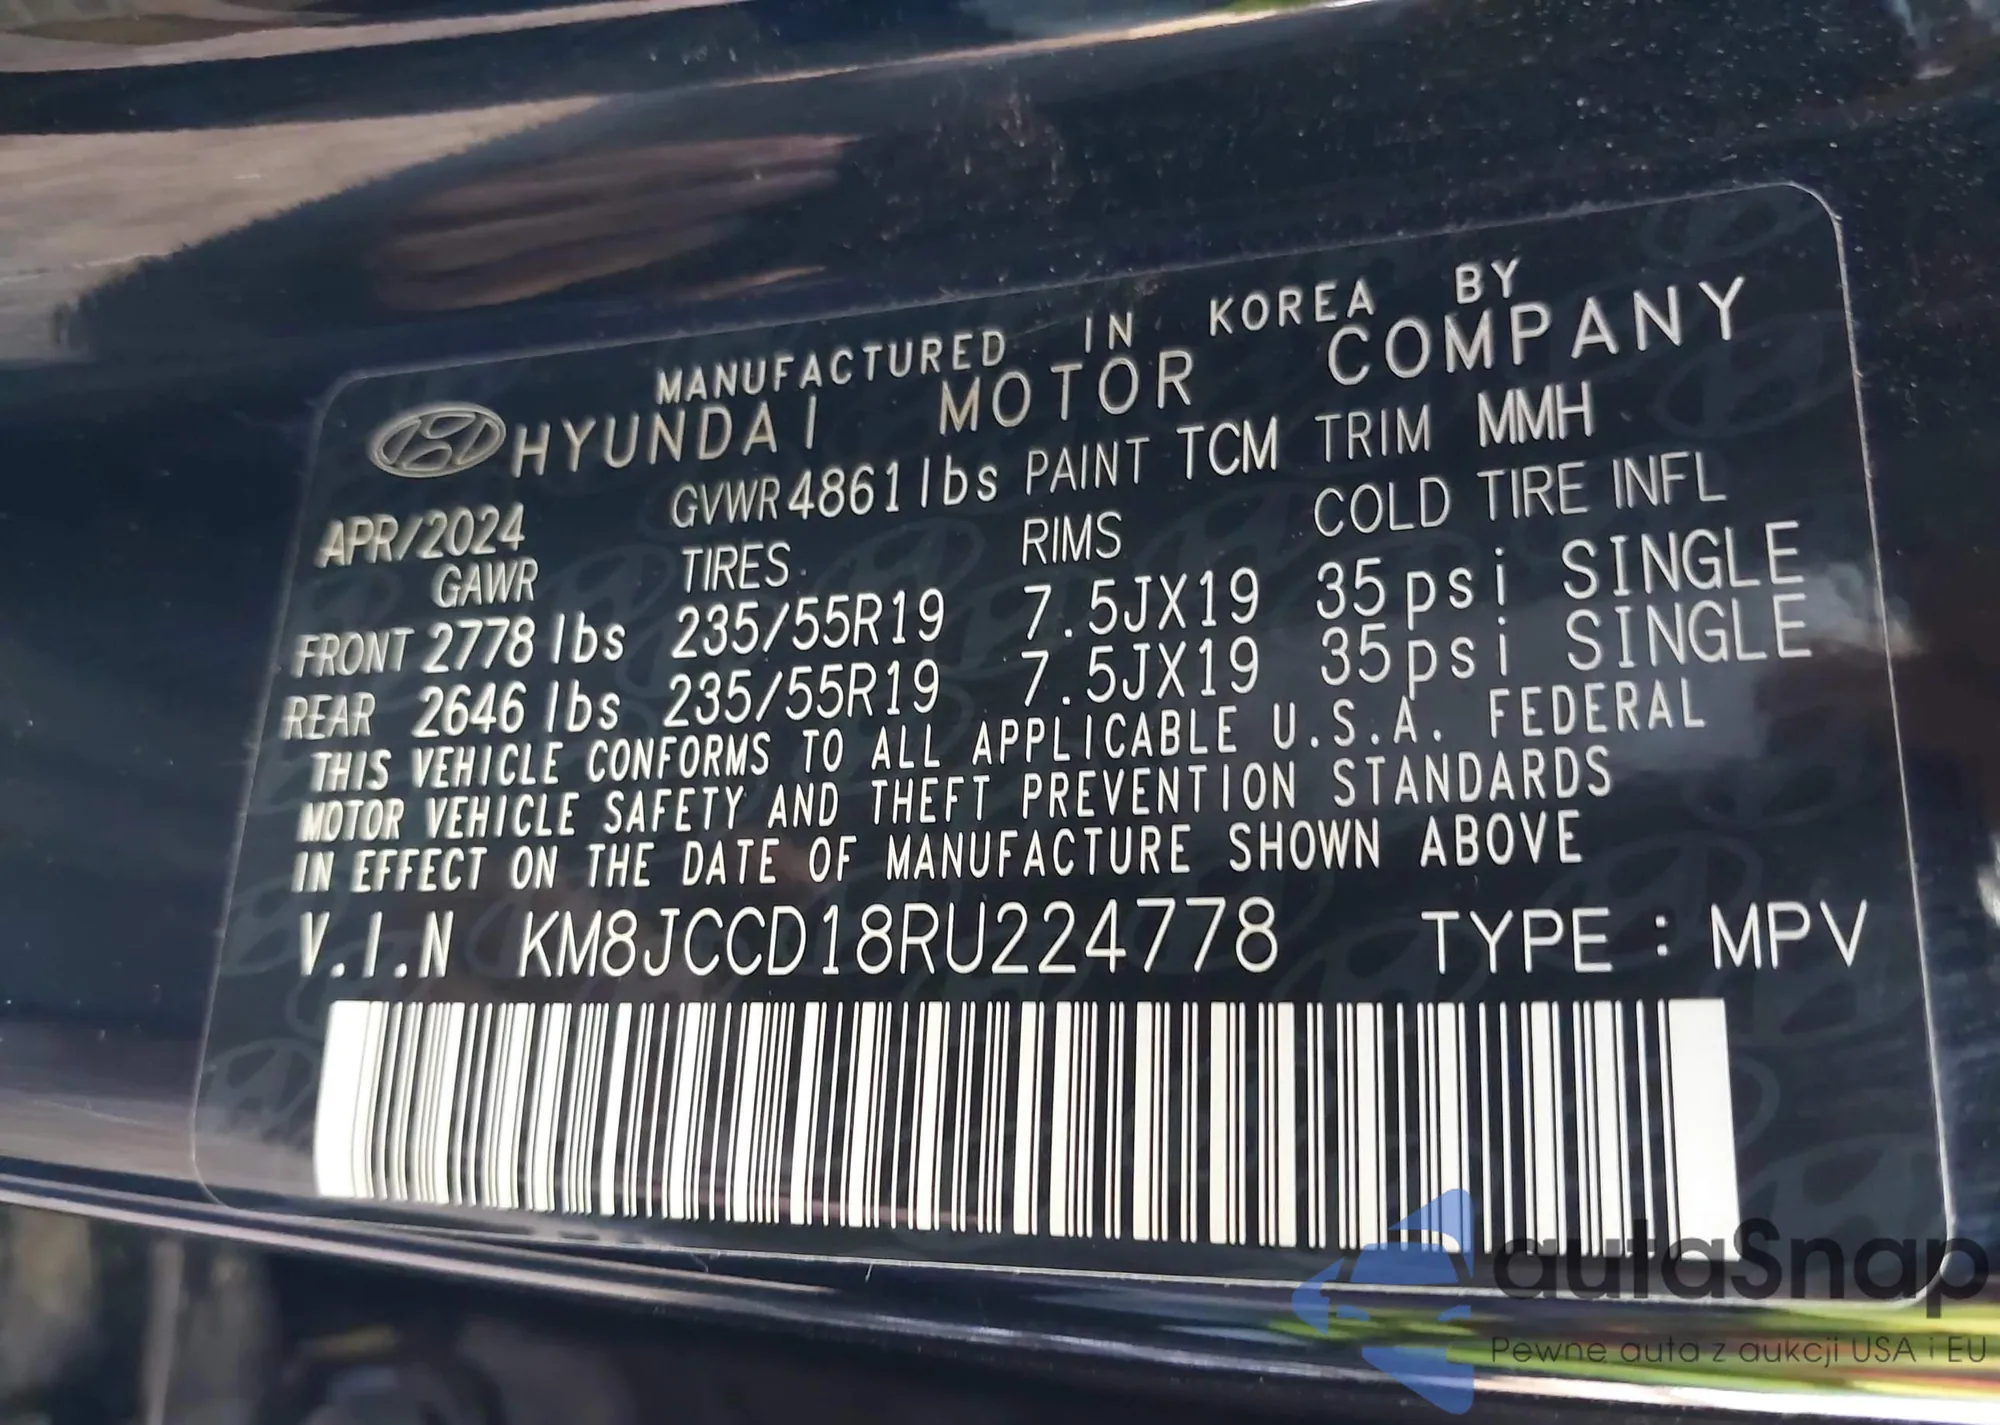 MANUFACTURED IN KOREA BY
HYUNDAI MOTOR COMPANY
APR/2024 GVWR 4861 lbs PAINT TCM TRIM MMH
GAWR TIRES RIMS COLD TIRE INFL
FRONT 2778 lbs 235/55R19 7.5JX19 35psi SINGLE
REAR 2646 lbs 235/55R19 7.5JX19 35psi SINGLE
THIS VEHICLE CONFORMS TO ALL APPLICABLE U.S.A. FEDERAL
MOTOR VEHICLE SAFETY AND THEFT PREVENTION STANDARDS
IN EFFECT ON THE DATE OF MANUFACTURE SHOWN ABOVE
V.I.N KM8JCCD18RU224778 TYPE : MPV
autaSnap
Pewne auta z aukcji USA i EU